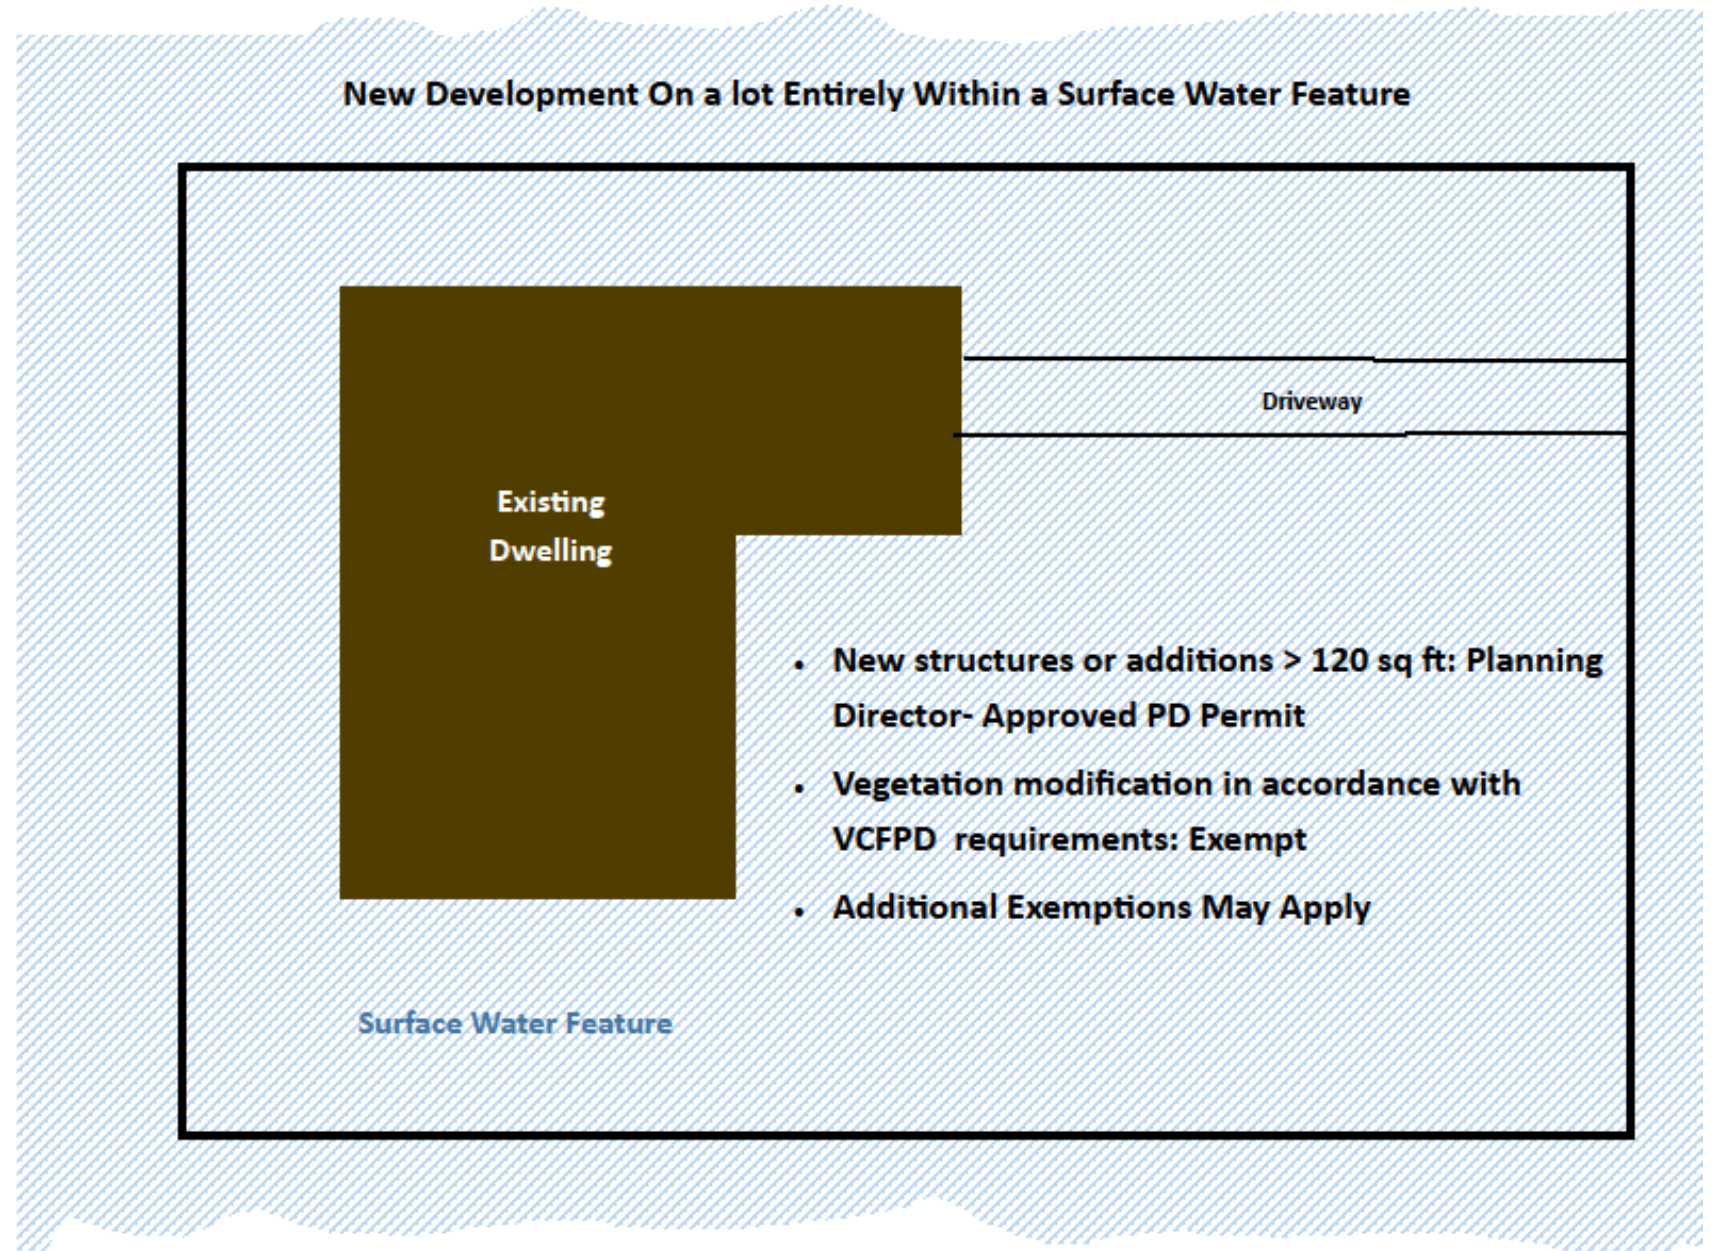 New Development On a lot Entirely Within a Surface Water Feature
Driveway
Existing
Dwelling
• New structures or additions > 120 sq ft: Planning
Director- Approved PD Permit
• Vegetation modification in accordance with
VCFPD  requirements: Exempt
• Additional Exemptions May Apply
Surface Water Feature